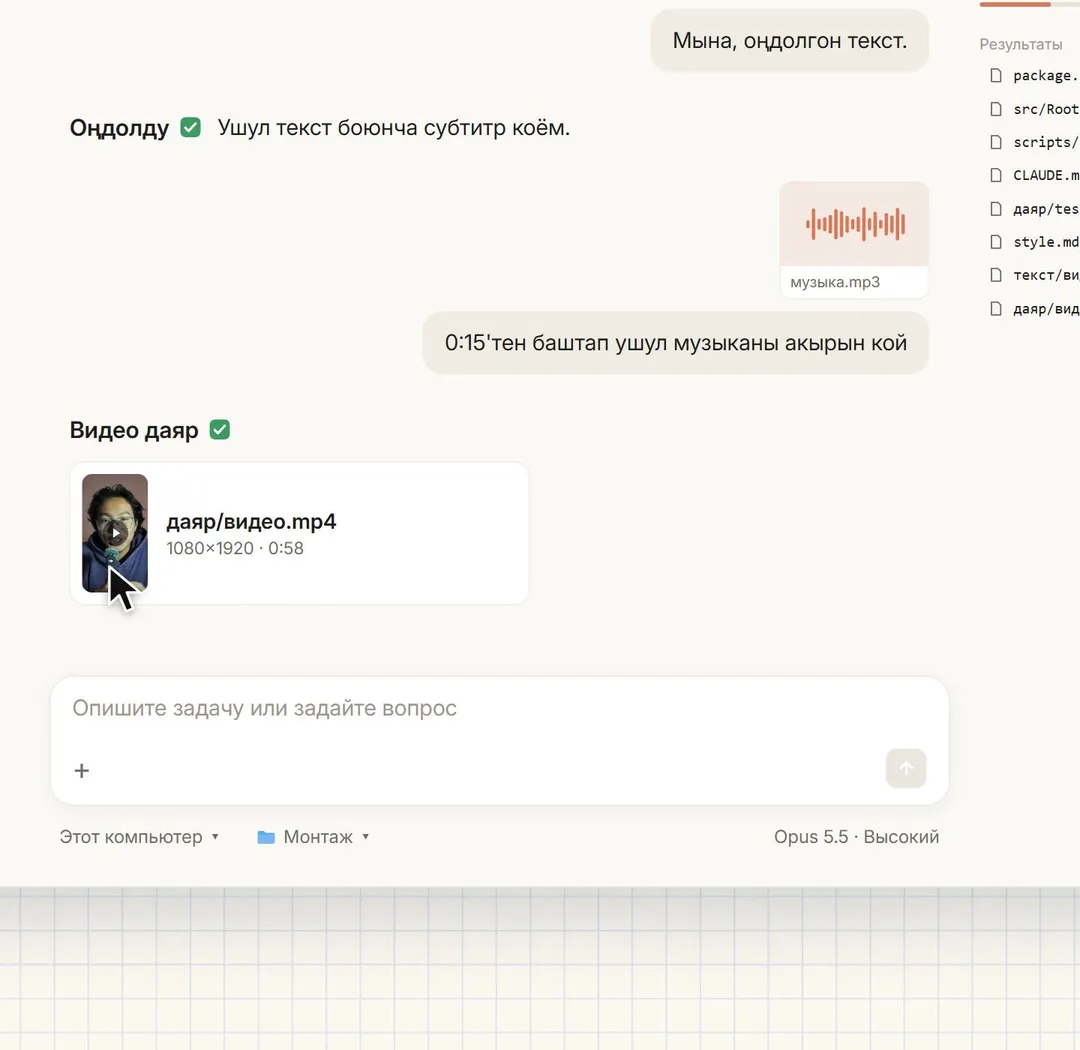 Мына, оңдолгон текст.
Результаты
package.
src/Root
scripts/
CLAUDE.m
даяр/tes
style.md
текст/ви
даяр/вид
Оңдолду ✅ Ушул текст боюнча субтитр коём.
музыка.mp3
0:15'тен баштап ушул музыканы акырын кой
Видео даяр ✅
даяр/видео.mp4
1080×1920 · 0:58
Опишите задачу или задайте вопрос
Этот компьютер
Монтаж
Opus 5.5 · Высокий